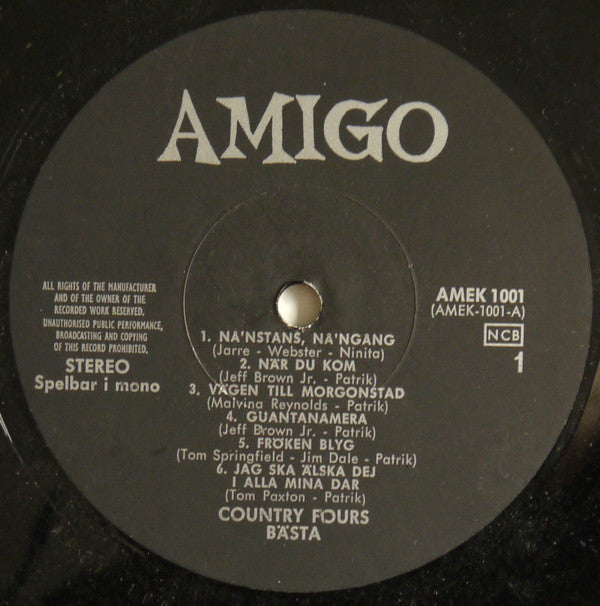 AMIGO
ALL RIGHTS OF THE MANUFACTURER
AND OF THE OWNER OF THE
RECORDED WORK RESERVED,
UNAUTHORISED PUBLIC PERFORMANCE,
BROADCASTING AND COPYING
OF THIS RECORD PROHIBITED.
STEREO
Spelbar i mono
AMEK 1001
(AMEK-1001-A)
NCB
1
1. NA'NSTANS, NA'NGANG
(Jarre - Webster - Ninita)
2. NÄR DU KOM
(Jeff Brown Jr. - Patrik)
3. VÄGEN TILL MORGONSTAD
(Malvina Reynolds - Patrik)
4. GUANTANAMERA
(Jeff Brown Jr. - Patrik)
5. FRÖKEN BLYG
(Tom Springfield - Jim Dale - Patrik)
6. JAG SKA ÄLSKA DEJ
I ALLA MINA DAR
(Tom Paxton - Patrik)
COUNTRY FOURS
BÄSTA